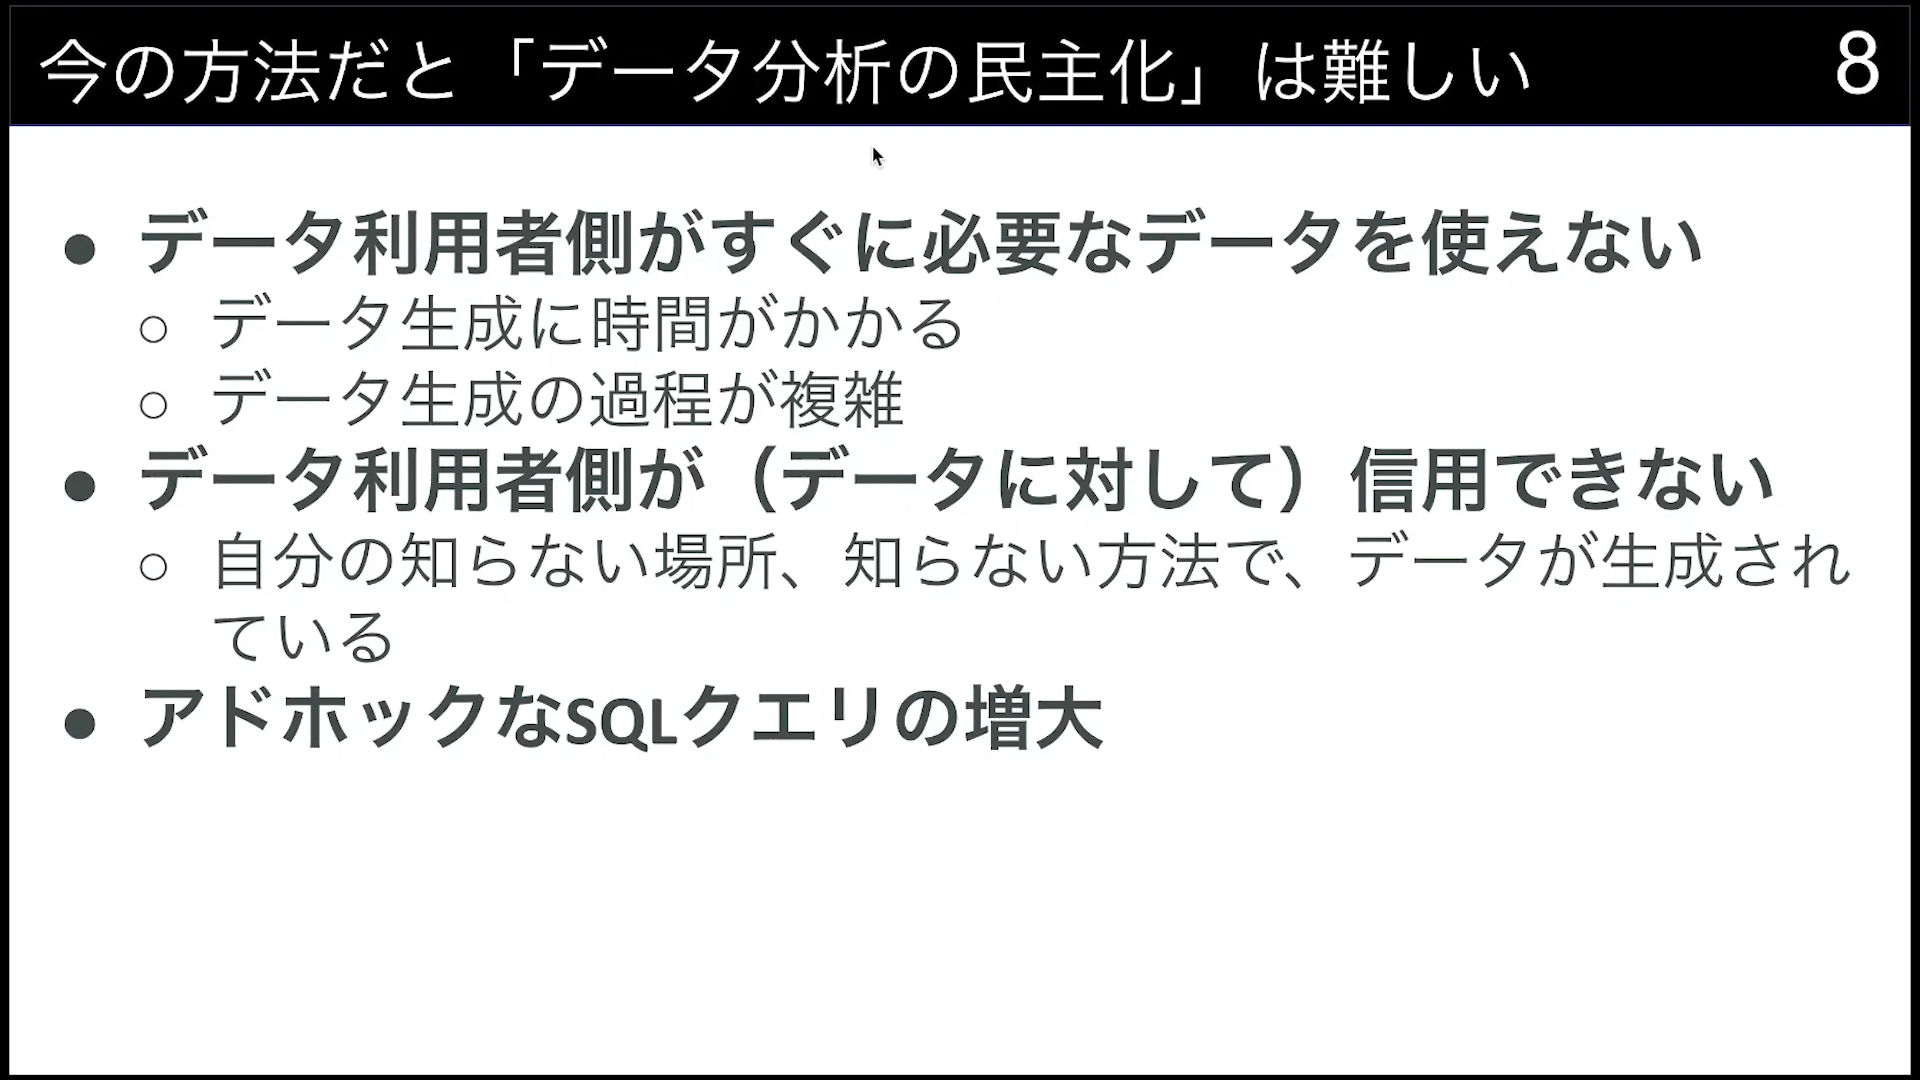 今の方法だと「データ分析の民主化」は難しい 8
● データ利用者側がすぐに必要なデータを使えない
○ データ生成に時間がかかる
○ データ生成の過程が複雑
● データ利用者側が（データに対して）信用できない
○ 自分の知らない場所、知らない方法で、データが生成され
ている
● アドホックなSQLクエリの増大